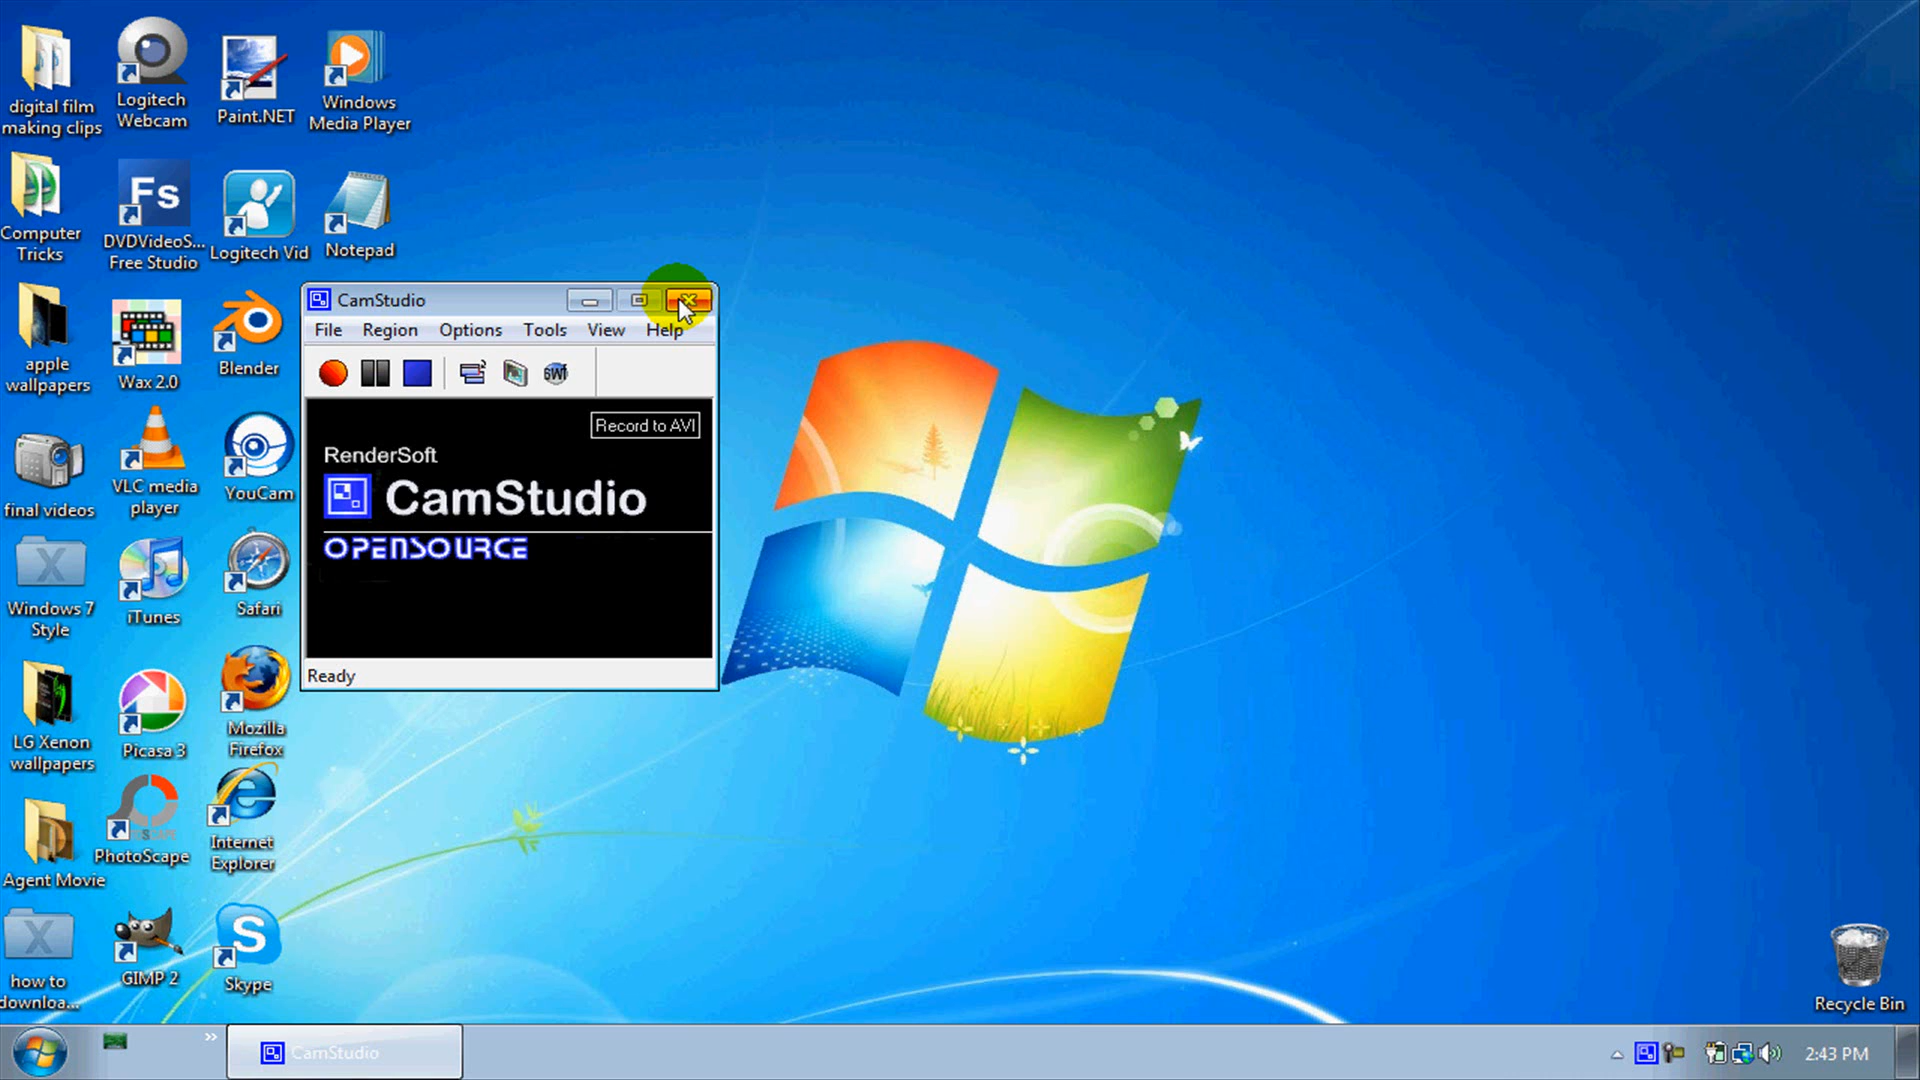 digital film
making clips
Logitech
Webcam
Paint.NET
Windows
Media Player
Computer
Tricks
Fs
DVDVideoS...
Free Studio
Logitech Vid
Notepad
apple
wallpapers
Wax 2.0
Blender
CamStudio
File Region Options Tools View Help
SWF
Record to AVI
RenderSoft
CamStudio
OPENSOURCE
Ready
final videos
VLC media
player
YouCam
Windows 7
Style
iTunes
Safari
LG Xenon
wallpapers
Picasa 3
Mozilla
Firefox
Agent Movie
PhotoScape
Internet
Explorer
how to
downloa...
GIMP 2
S
Skype
Recycle Bin
CamStudio
2:43 PM